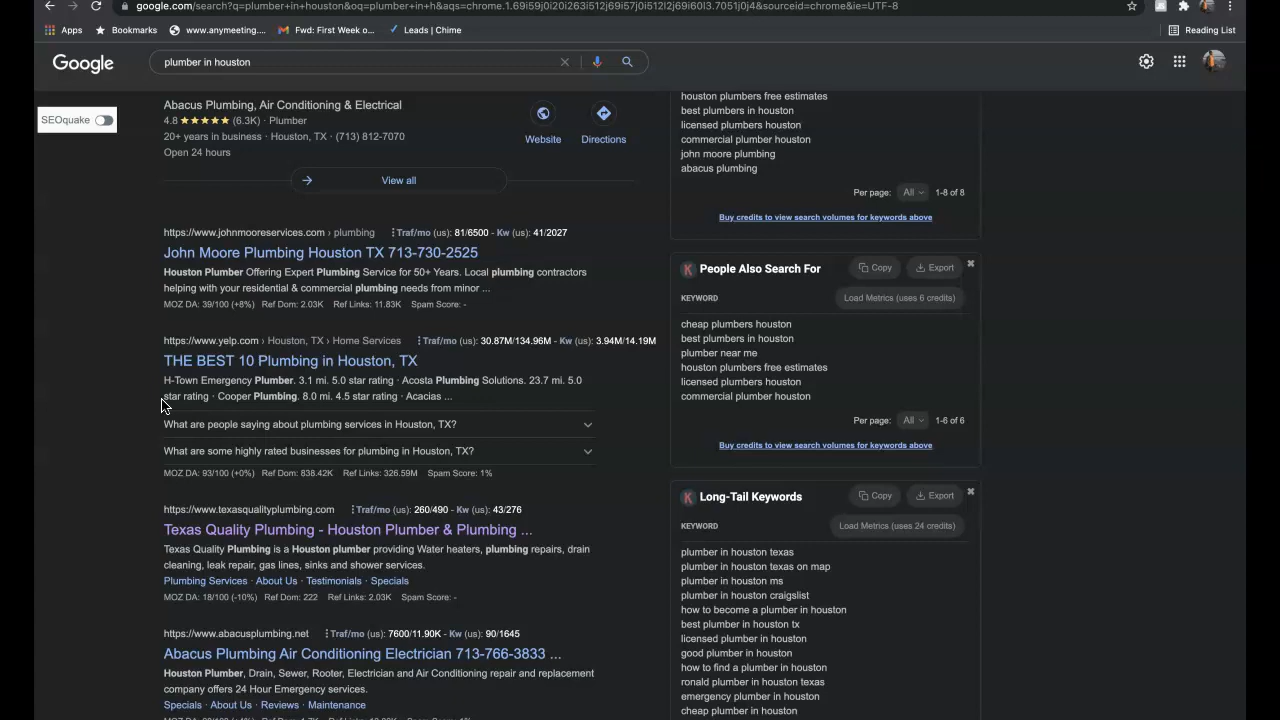 google.com/search?q=plumber+in+houston&oq=plumber+in+h&aqs=chrome.1.69i59j0i20i263i512j69i57j0i512l2j69i60l3.7051j0j4&sourceid=chrome&ie=UTF-8
Apps Bookmarks www.anymeeting.... Fwd: First Week o... Leads | Chime Reading List
Google plumber in houston
SEOquake
Abacus Plumbing, Air Conditioning & Electrical
4.8 ★★★★★ (6.3K) · Plumber
20+ years in business · Houston, TX · (713) 812-7070
Open 24 hours
Website Directions
View all
https://www.johnmooreservices.com › plumbing Traf/mo (us): 81/6500 - Kw (us): 41/2027
John Moore Plumbing Houston TX 713-730-2525
Houston Plumber Offering Expert Plumbing Service for 50+ Years. Local plumbing contractors
helping with your residential & commercial plumbing needs from minor ...
MOZ DA: 39/100 (+8%) Ref Dom: 2.03K Ref Links: 11.83K Spam Score: -
https://www.yelp.com › Houston, TX › Home Services Traf/mo (us): 30.87M/134.96M - Kw (us): 3.94M/14.19M
THE BEST 10 Plumbing in Houston, TX
H-Town Emergency Plumber. 3.1 mi. 5.0 star rating · Acosta Plumbing Solutions. 23.7 mi. 5.0
star rating · Cooper Plumbing. 8.0 mi. 4.5 star rating · Acacias ...
What are people saying about plumbing services in Houston, TX?
What are some highly rated businesses for plumbing in Houston, TX?
MOZ DA: 93/100 (+0%) Ref Dom: 838.42K Ref Links: 326.59M Spam Score: 1%
https://www.texasqualityplumbing.com Traf/mo (us): 260/490 - Kw (us): 43/276
Texas Quality Plumbing - Houston Plumber & Plumbing ...
Texas Quality Plumbing is a Houston plumber providing Water heaters, plumbing repairs, drain
cleaning, leak repair, gas lines, sinks and shower services.
Plumbing Services · About Us · Testimonials · Specials
MOZ DA: 18/100 (-10%) Ref Dom: 222 Ref Links: 2.03K Spam Score: -
https://www.abacusplumbing.net Traf/mo (us): 7600/11.90K - Kw (us): 90/1645
Abacus Plumbing Air Conditioning Electrician 713-766-3833 ...
Houston Plumber, Drain, Sewer, Rooter, Electrician and Air Conditioning repair and replacement
company offers 24 Hour Emergency services.
Specials · About Us · Reviews · Maintenance
houston plumbers free estimates
best plumbers in houston
licensed plumbers houston
commercial plumber houston
john moore plumbing
abacus plumbing
Per page: All 1-8 of 8
Buy credits to view search volumes for keywords above
K People Also Search For Copy Export
KEYWORD Load Metrics (uses 6 credits)
cheap plumbers houston
best plumbers in houston
plumber near me
houston plumbers free estimates
licensed plumbers houston
commercial plumber houston
Per page: All 1-6 of 6
Buy credits to view search volumes for keywords above
K Long-Tail Keywords Copy Export
KEYWORD Load Metrics (uses 24 credits)
plumber in houston texas
plumber in houston texas on map
plumber in houston ms
plumber in houston craigslist
how to become a plumber in houston
best plumber in houston tx
licensed plumber in houston
good plumber in houston
how to find a plumber in houston
ronald plumber in houston texas
emergency plumber in houston
cheap plumber in houston